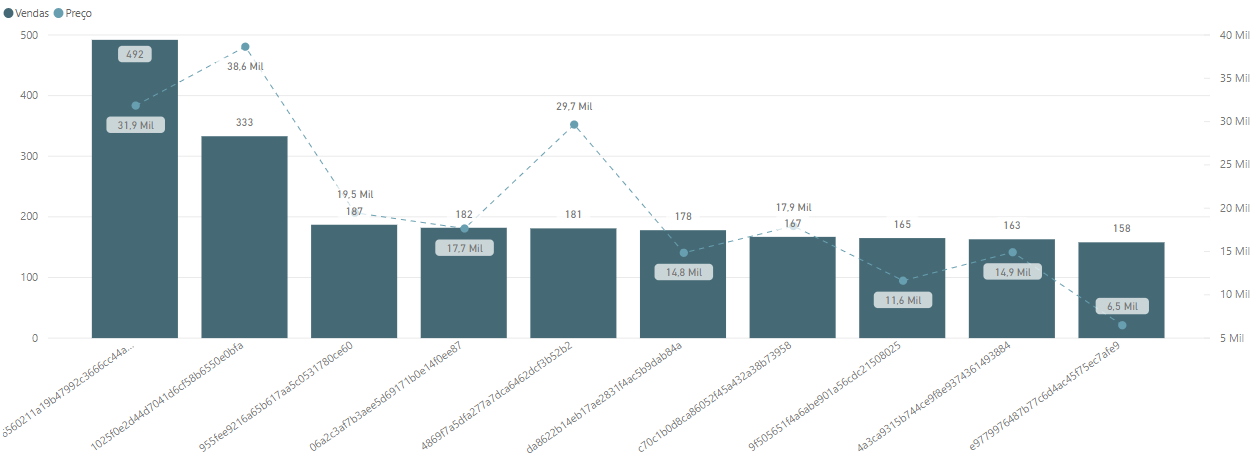 Vendas Preço
500
400
300
200
100
0
40 Mil
35 Mil
30 Mil
25 Mil
20 Mil
15 Mil
10 Mil
5 Mil
492
333
187
182
181
178
167
165
163
158
31,9 Mil
38,6 Mil
19,5 Mil
17,7 Mil
29,7 Mil
14,8 Mil
17,9 Mil
11,6 Mil
14,9 Mil
6,5 Mil
6560211a19b47992c3666cc44a...
1025f0e2d44d7041d6cf58b6550e0bfa
955fee9216a65b617aa5c0531780ce60
06a2c3af7b3aee5d69171b0e14f0ee87
4869f7a5dfa277a7dca6462dcf3b52b2
da8622b14eb17ae2831f4ac5b9dab84a
c70c1b0d8ca86052f45a432a38b73958
9f505651f4a6abe901a56cdc21508025
4a3ca9315b744ce9f8e9374361493884
e9779976487b77c6d4ac45f75ec7afe9